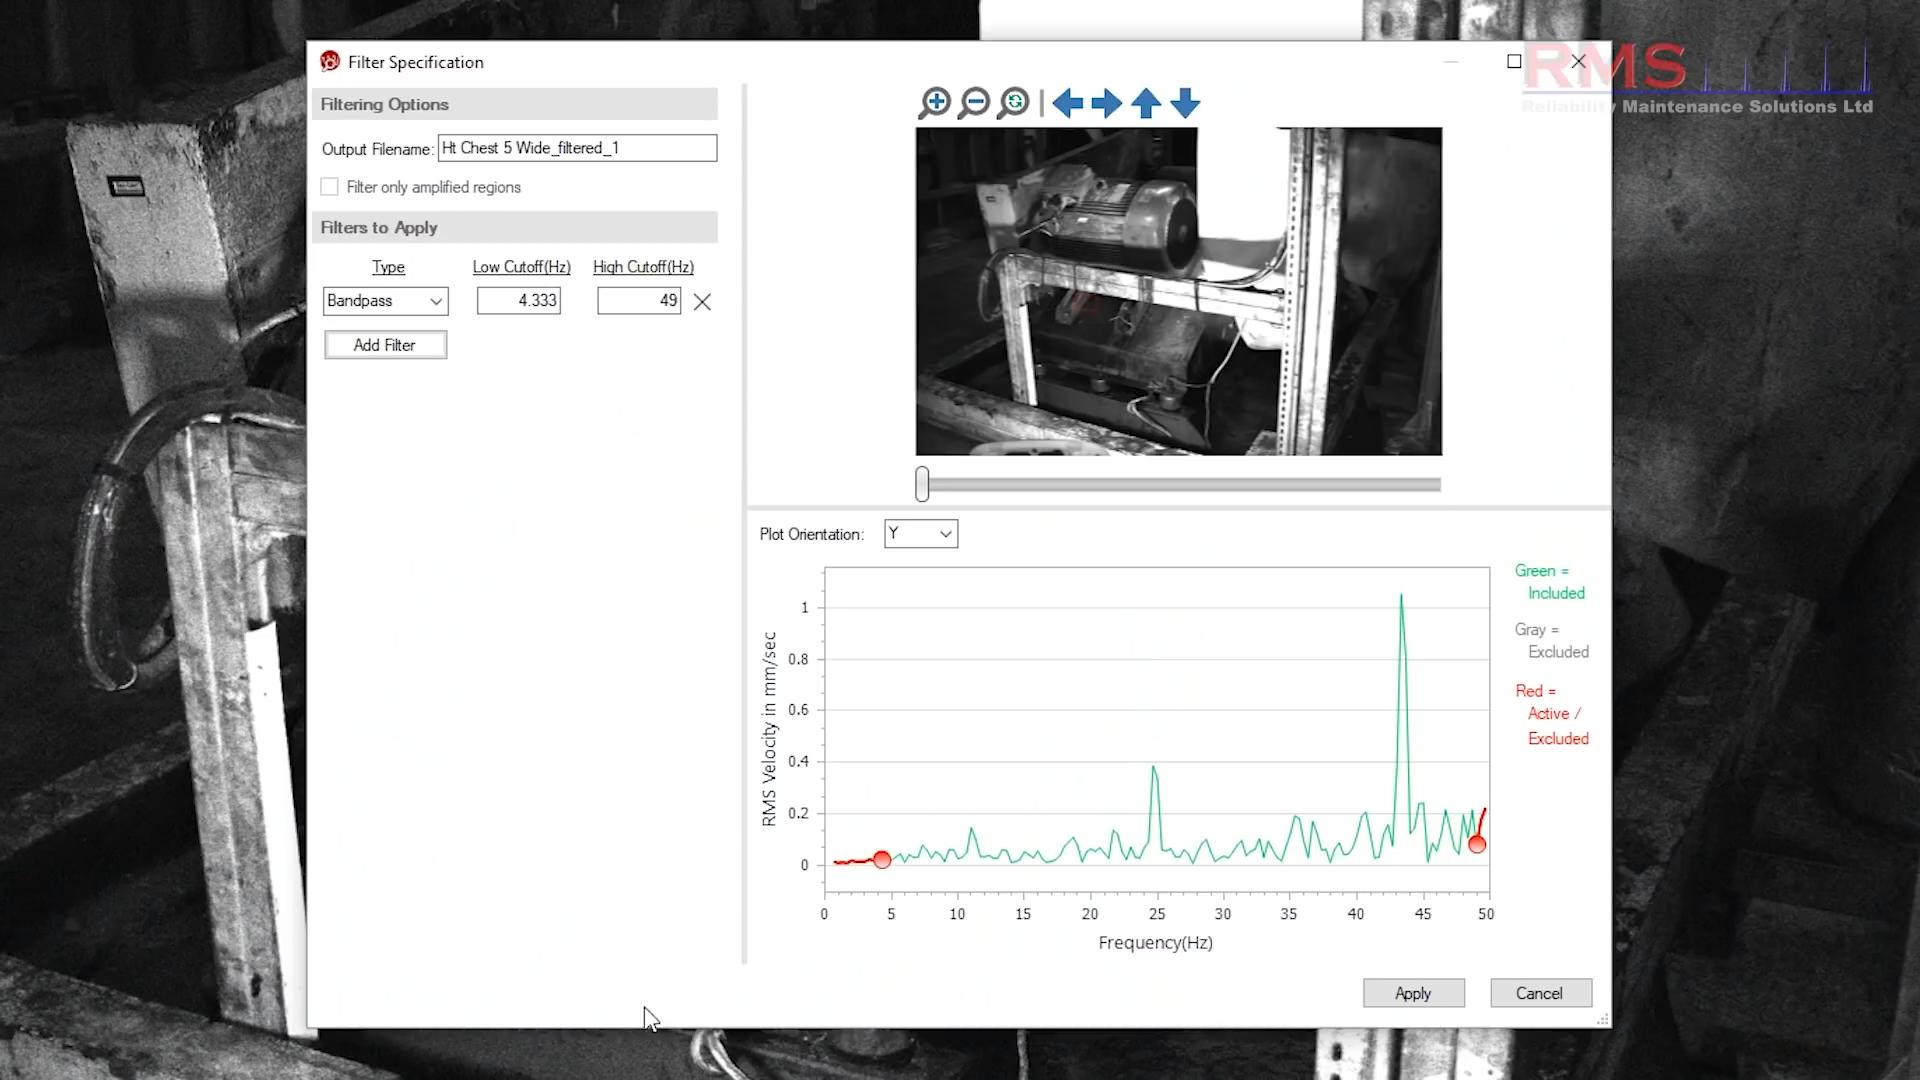 Filter Specification
RMS
Reliability Maintenance Solutions Ltd
Filtering Options
Output Filename: Ht Chest 5 Wide_filtered_1
Filter only amplified regions
Filters to Apply
Type Low Cutoff(Hz) High Cutoff(Hz)
Bandpass 4.333 49
Add Filter
Plot Orientation: Y
Green =
Included
Gray =
Excluded
Red =
Active /
Excluded
RMS Velocity in mm/sec
1
0.8
0.6
0.4
0.2
0
0 5 10 15 20 25 30 35 40 45 50
Frequency(Hz)
Apply Cancel